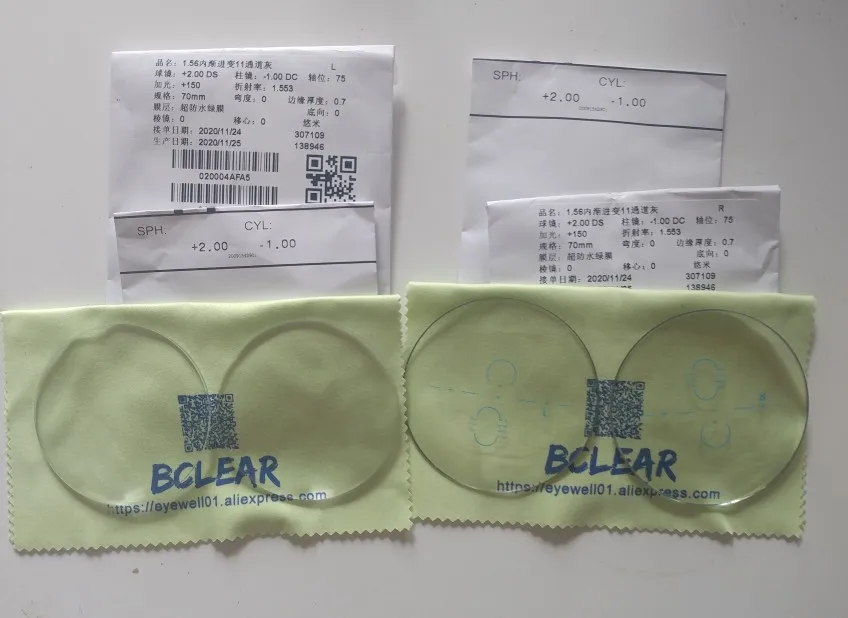 品名: 1.56内渐进变11通道灰 L
球镜: +2.00 DS 柱镜: -1.00 DC 轴位: 75
加光: +150 折射率: 1.553
规格: 70mm 弯度: 0 边缘厚度: 0.7
膜层: 超防水绿膜 底向: 0
棱镜: 0 移心: 0 悠米
接单日期: 2020/11/24 307109
生产日期: 2020/11/25 138946
020004AFA5
SPH: CYL:
+2.00 -1.00
SPH: CYL:
+2.00 -1.00
品名: 1.56内渐进变11通道灰 R
球镜: +2.00 DS 柱镜: -1.00 DC 轴位: 75
加光: +150 折射率: 1.553
规格: 70mm 弯度: 0 边缘厚度: 0.7
膜层: 超防水绿膜 底向: 0
棱镜: 0 移心: 0 悠米
接单日期: 2020/11/24 307109
138946
BCLEAR
https://eyewell01.aliexpress.com
BCLEAR
https://eyewell01.aliexpress.com